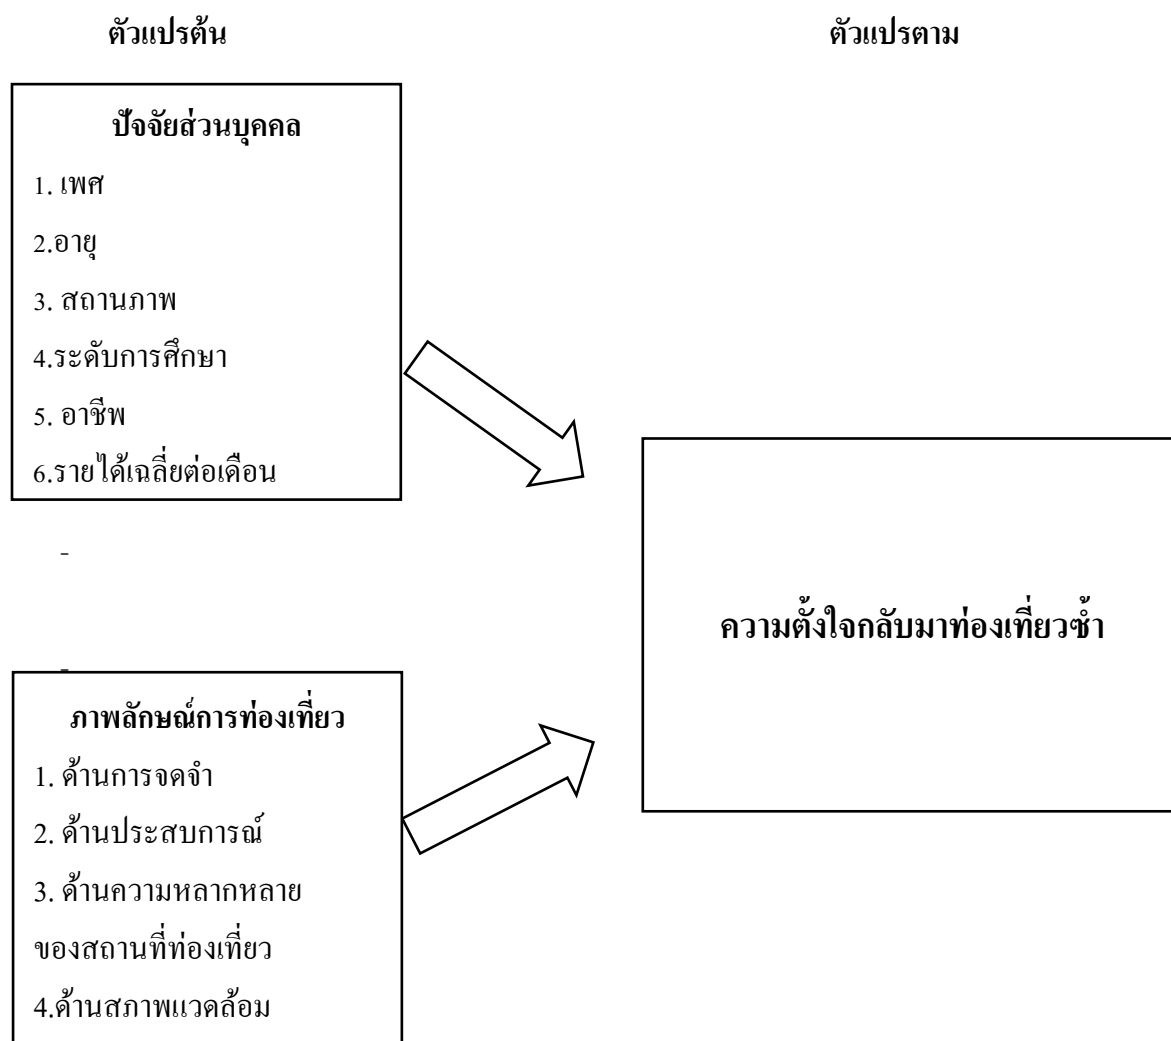 ตัวแปรต้น
ตัวแปรตาม
ปัจจัยส่วนบุคคล
1. เพศ
2.อายุ
3. สถานภาพ
4.ระดับการศึกษา
5. อาชีพ
6.รายได้เฉลี่ยต่อเดือน
-
-
ภาพลักษณ์การท่องเที่ยว
1. ด้านการจดจำ
2. ด้านประสบการณ์
3. ด้านความหลากหลาย
ของสถานที่ท่องเที่ยว
4.ด้านสภาพแวดล้อม
ความตั้งใจกลับมาท่องเที่ยวซ้ำ